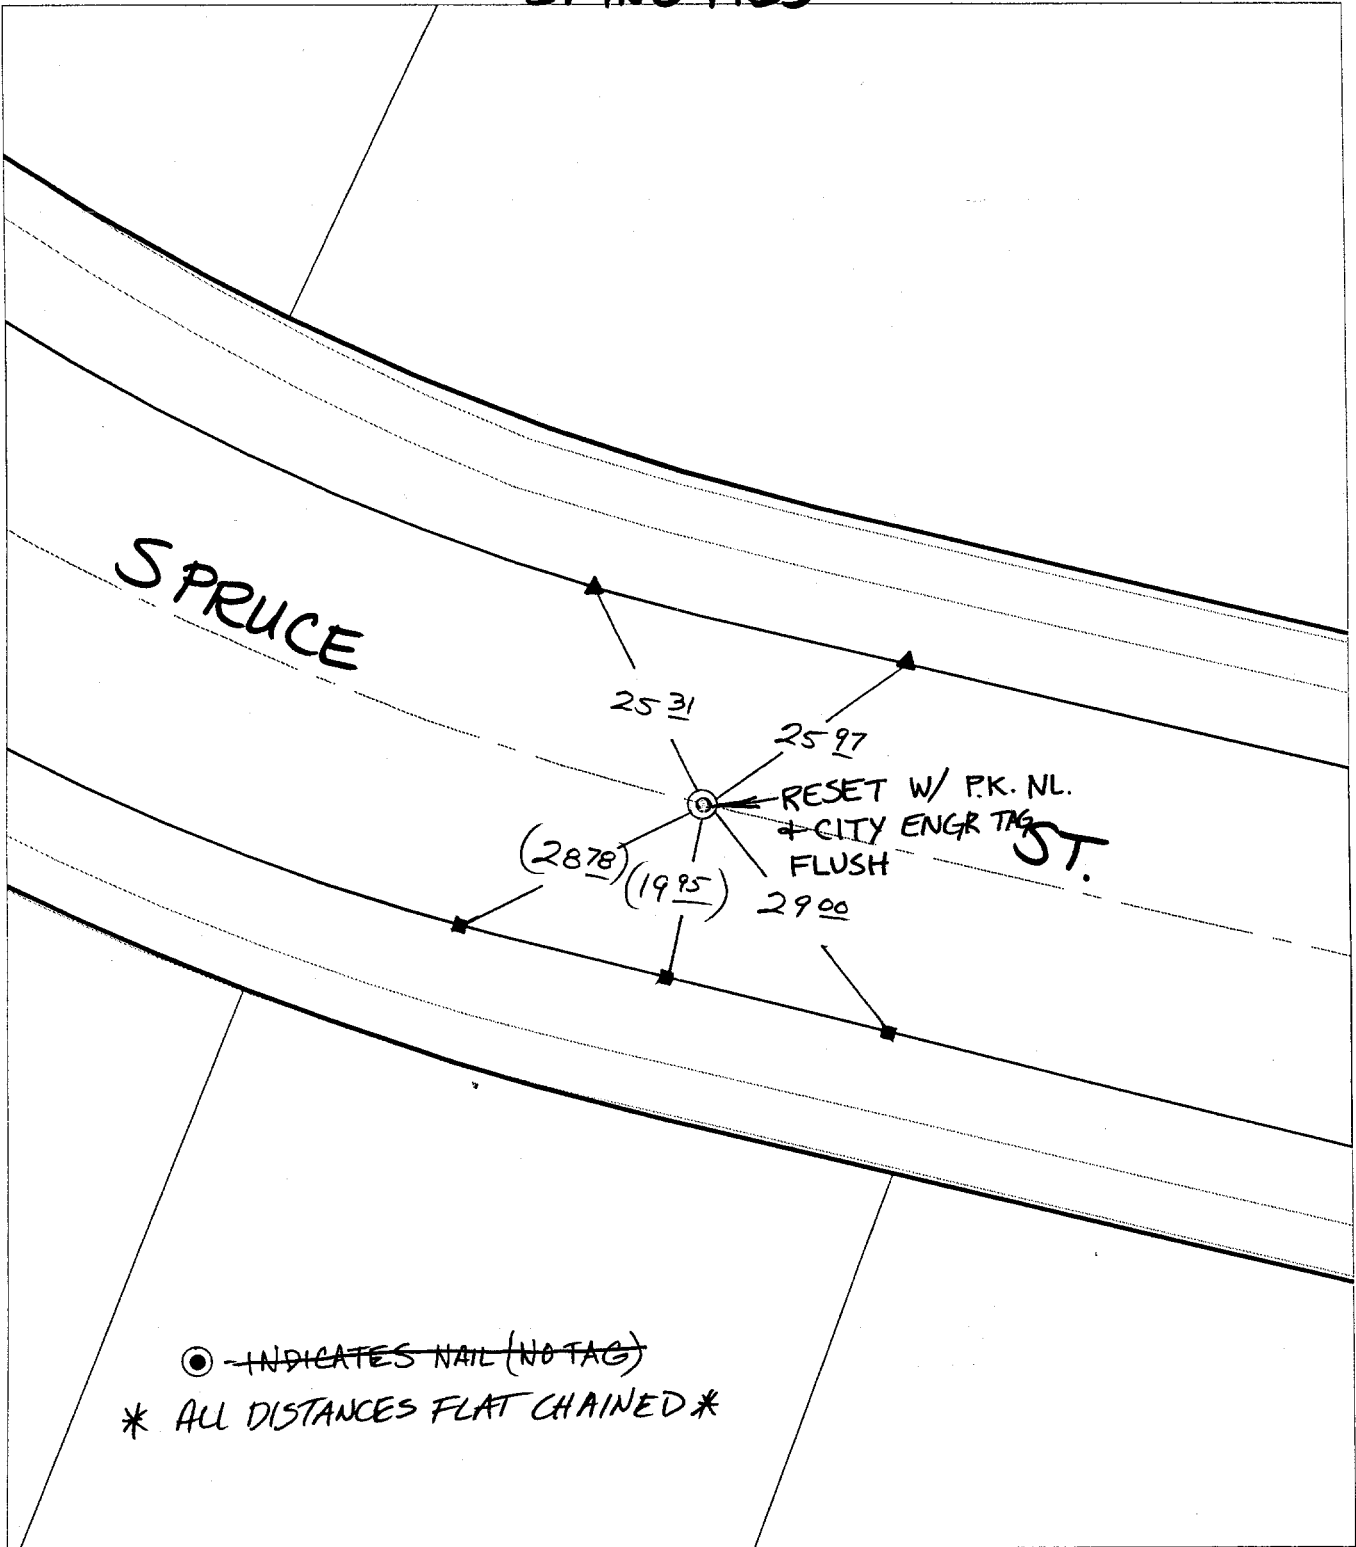 SPRUCE
25 31
25 97
RESET W/ P.K. NL.
+ CITY ENGR TAG
FLUSH
ST.
(28 78)
(19 95)
29 00
INDICATES NAIL (NO TAG)
* ALL DISTANCES FLAT CHAINED *